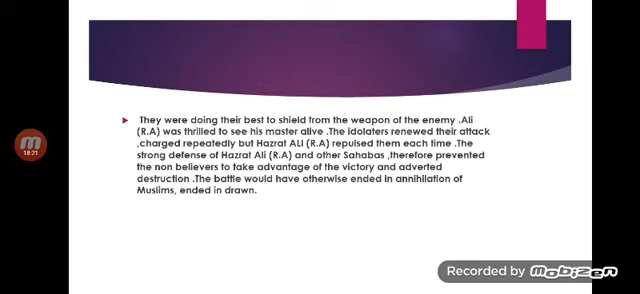 They were doing their best to shield from the weapon of the enemy .Ali
(R.A) was thrilled to see his master alive .The idolaters renewed their attack
,charged repeatedly but Hazrat ALI (R.A) repulsed them each time .The
strong defense of Hazrat Ali (R.A) and other Sahabas ,therefore prevented
the non believers to take advantage of the victory and adverted
destruction .The battle would have otherwise ended in annihilation of
Muslims, ended in drawn.
18:21
Recorded by mobizen